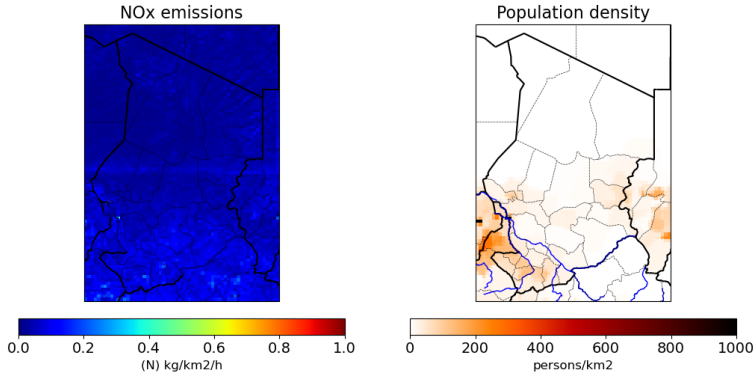 NOx emissions
Population density
0.0 0.2 0.4 0.6 0.8 1.0
(N) kg/km2/h
0 200 400 600 800 1000
persons/km2